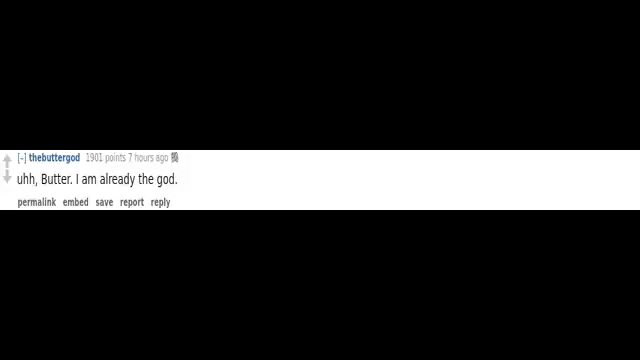 [-] thebuttergod 1901 points 7 hours ago
uhh, Butter. I am already the god.
permalink embed save report reply